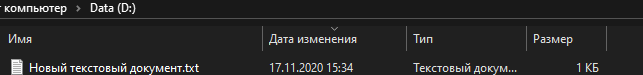 компьютер > Data (D:)
Имя Дата изменения Тип Размер
Новый текстовый документ.txt 17.11.2020 15:34 Текстовый докум... 1 КБ